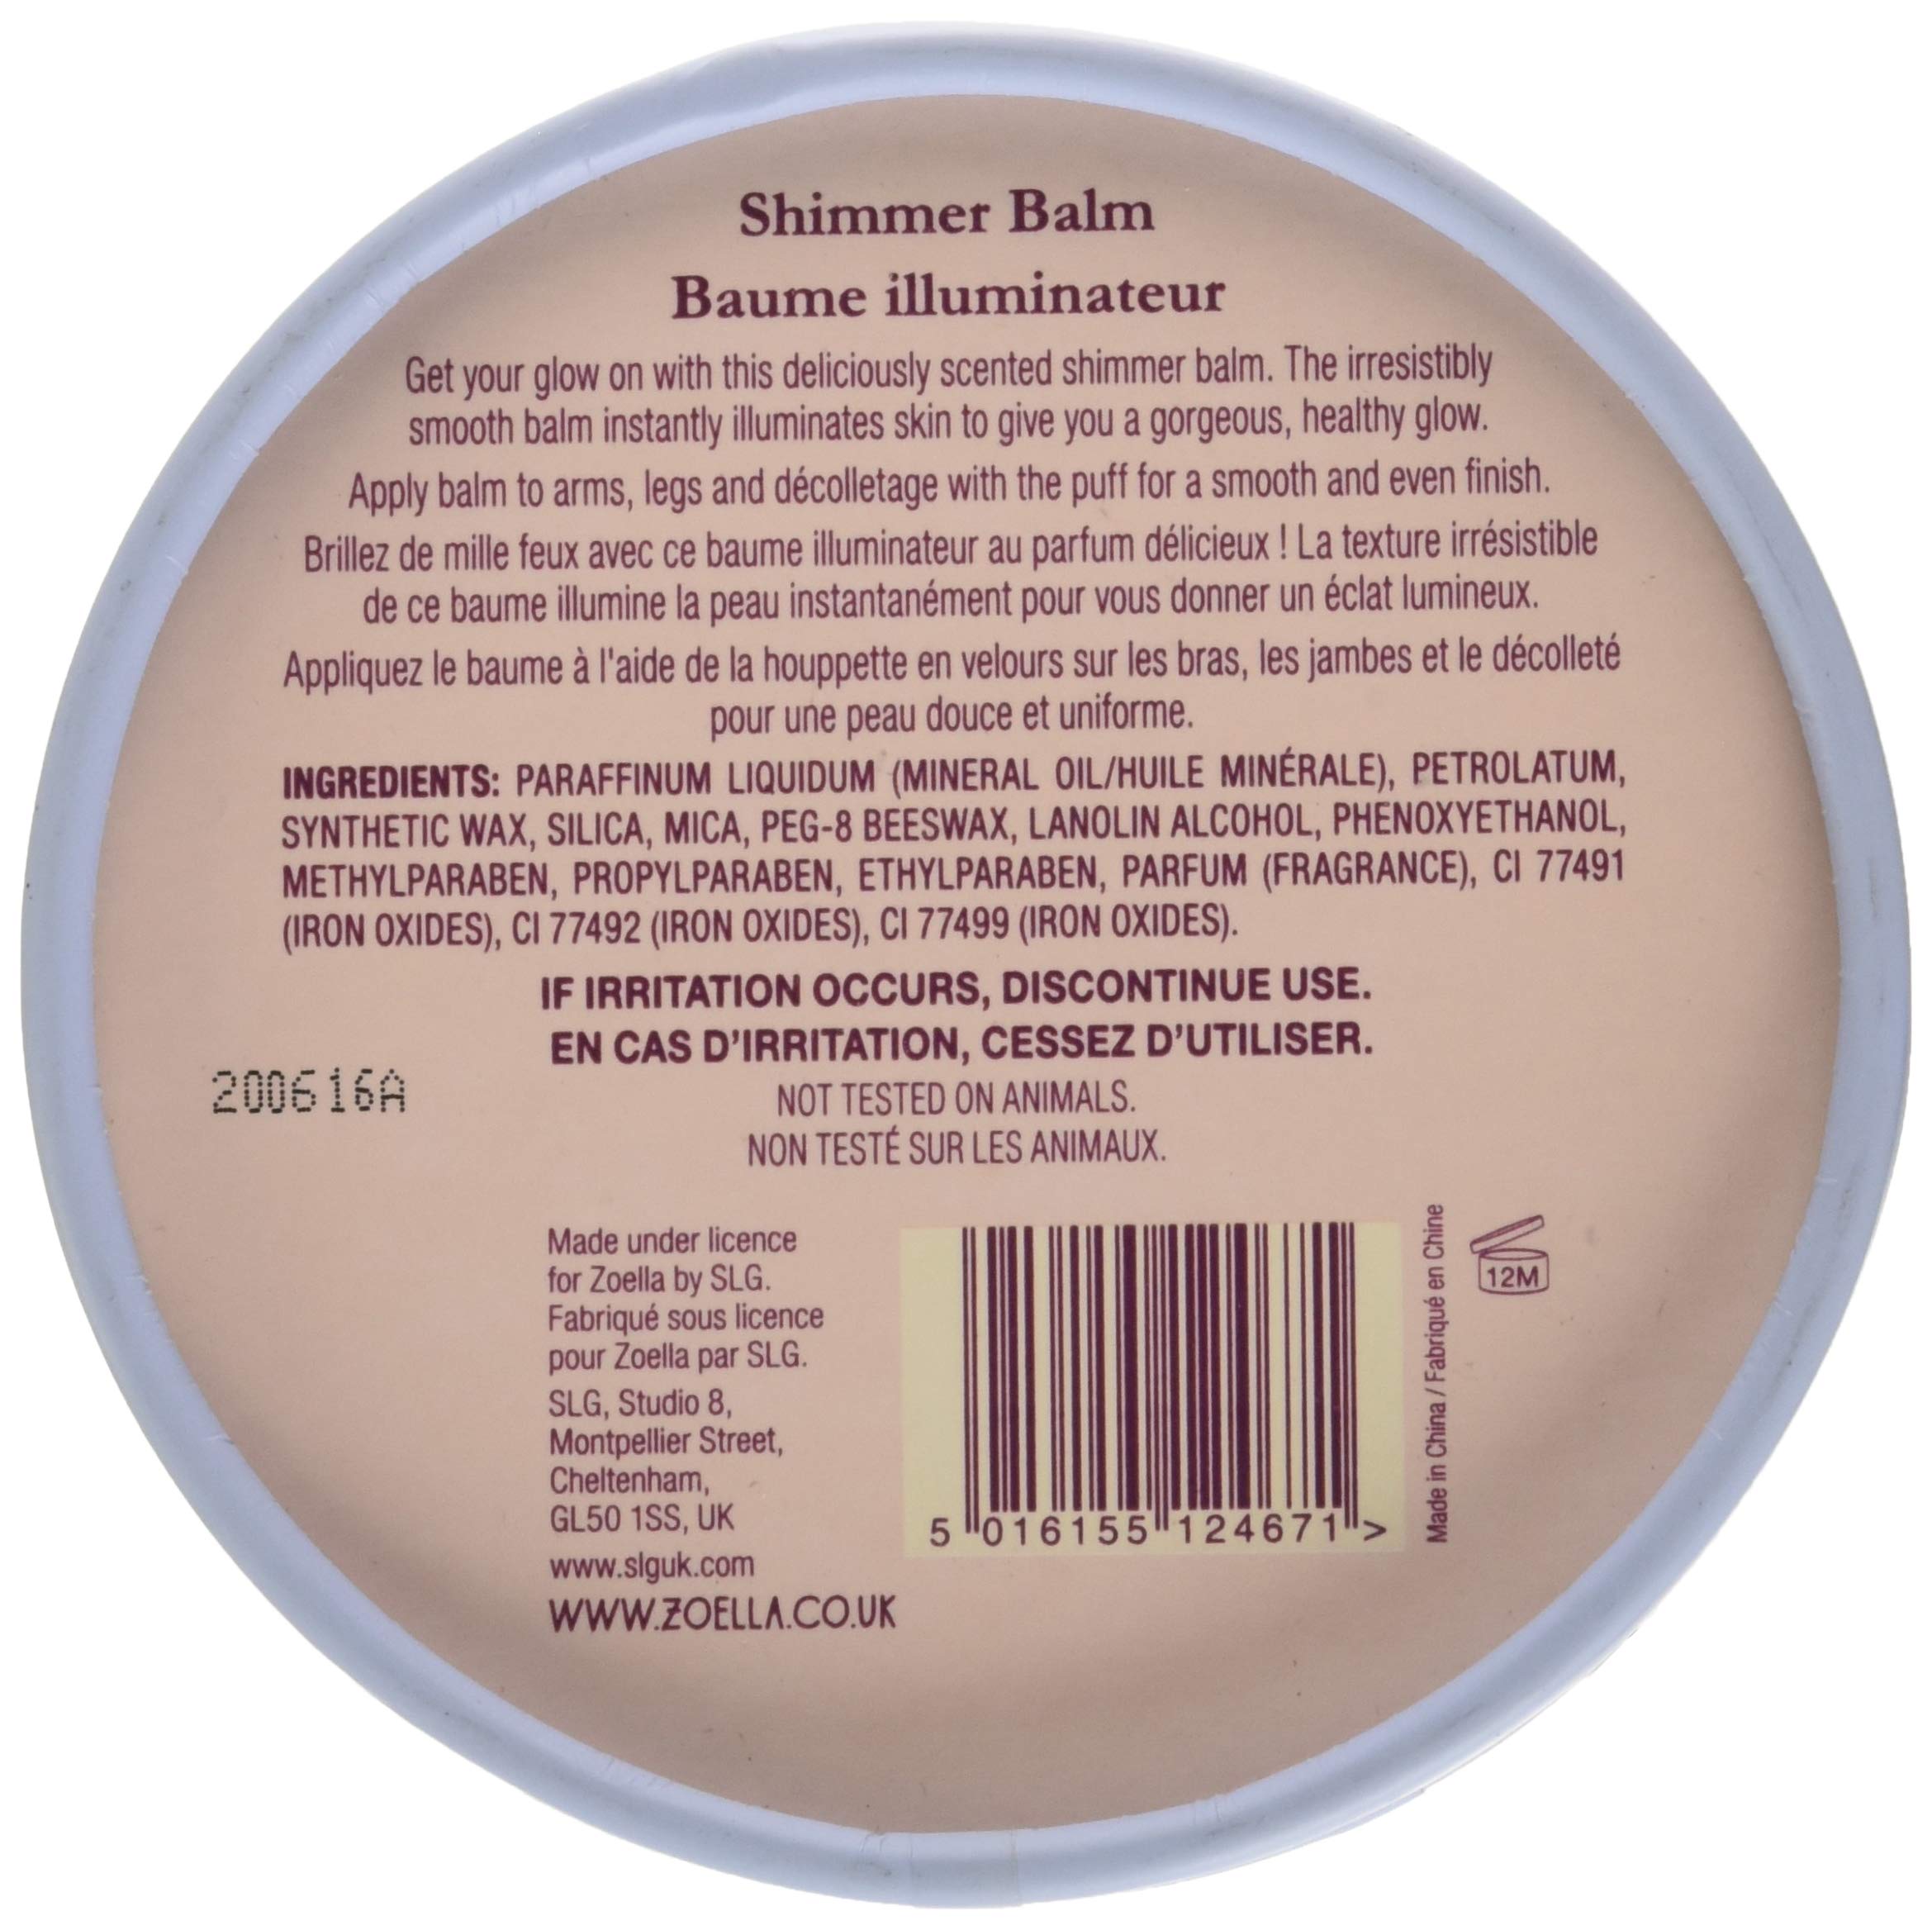 Shimmer Balm
Baume illuminateur
Get your glow on with this deliciously scented shimmer balm. The irresistibly
smooth balm instantly illuminates skin to give you a gorgeous, healthy glow.
Apply balm to arms, legs and décolletage with the puff for a smooth and even finish.
Brillez de mille feux avec ce baume illuminateur au parfum délicieux ! La texture irrésistible
de ce baume illumine la peau instantanément pour vous donner un éclat lumineux.
Appliquez le baume à l'aide de la houppette en velours sur les bras, les jambes et le décolleté
pour une peau douce et uniforme.
INGREDIENTS: PARAFFINUM LIQUIDUM (MINERAL OIL/HUILE MINÉRALE), PETROLATUM,
SYNTHETIC WAX, SILICA, MICA, PEG-8 BEESWAX, LANOLIN ALCOHOL, PHENOXYETHANOL,
METHYLPARABEN, PROPYLPARABEN, ETHYLPARABEN, PARFUM (FRAGRANCE), CI 77491
(IRON OXIDES), CI 77492 (IRON OXIDES), CI 77499 (IRON OXIDES).
IF IRRITATION OCCURS, DISCONTINUE USE.
EN CAS D'IRRITATION, CESSEZ D'UTILISER.
200616A
NOT TESTED ON ANIMALS.
NON TESTÉ SUR LES ANIMAUX.
Made under licence
for Zoella by SLG.
Fabriqué sous licence
pour Zoella par SLG.
SLG, Studio 8,
Montpellier Street,
Cheltenham,
GL50 1SS, UK
www.slguk.com
WWW.ZOELLA.CO.UK
5 016155 124671 >
Made in China / Fabriqué en Chine
12M